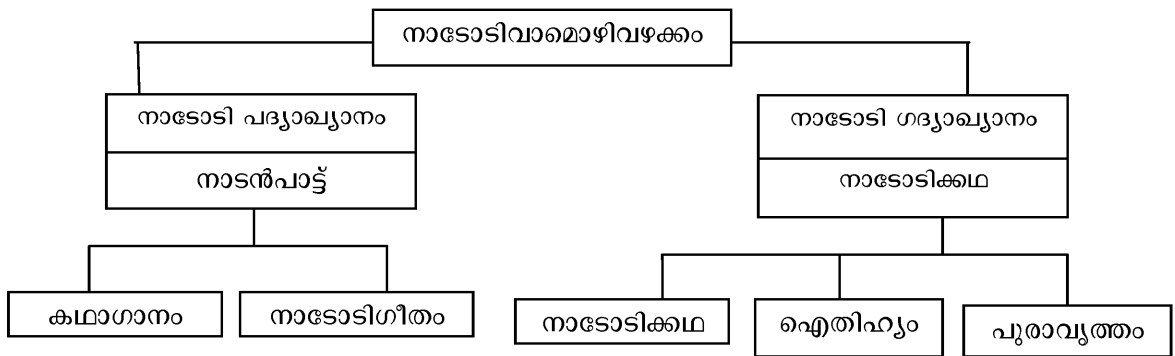 നാടോടിവാമൊഴിവഴക്കം
നാടോടി പദ്യാഖ്യാനം
നാടൻപാട്ട്
കഥാഗാനം
നാടോടിഗീതം
നാടോടി ഗദ്യാഖ്യാനം
നാടോടിക്കഥ
നാടോടിക്കഥ
ഐതിഹ്യം
പുരാവൃത്തം